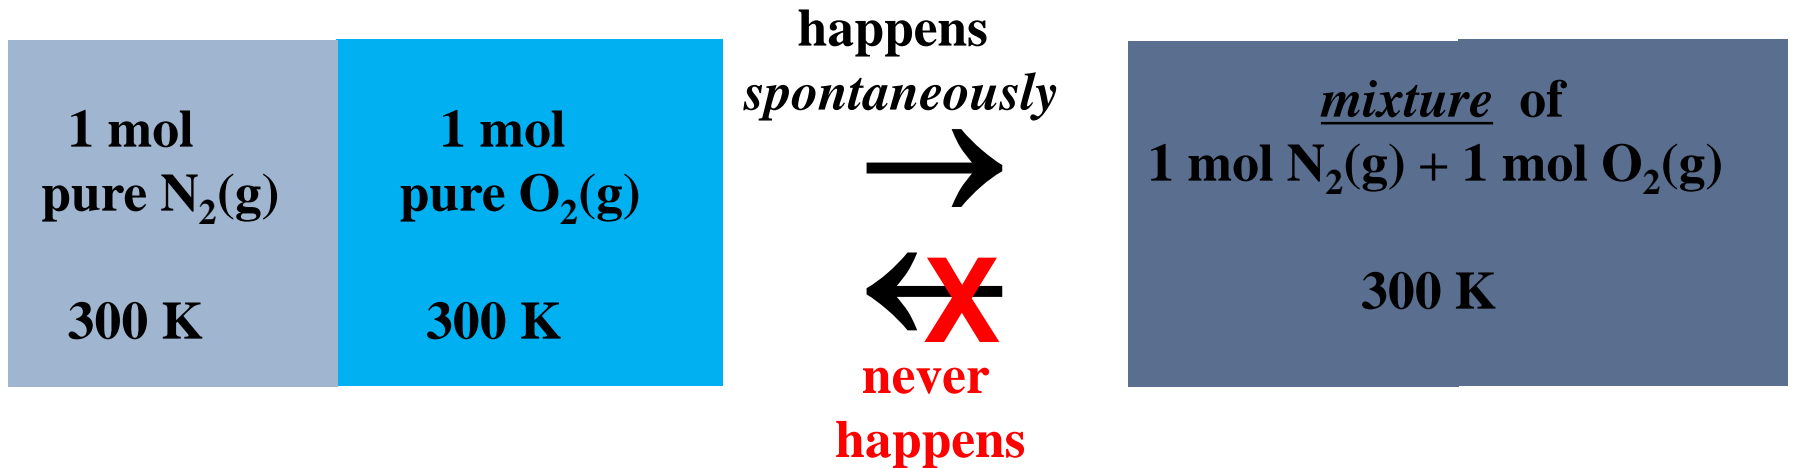 happens
spontaneously
1 mol
pure N₂(g)
300 K
1 mol
pure O₂(g)
300 K
X
never
happens
mixture of
1 mol N₂(g) + 1 mol O₂(g)
300 K